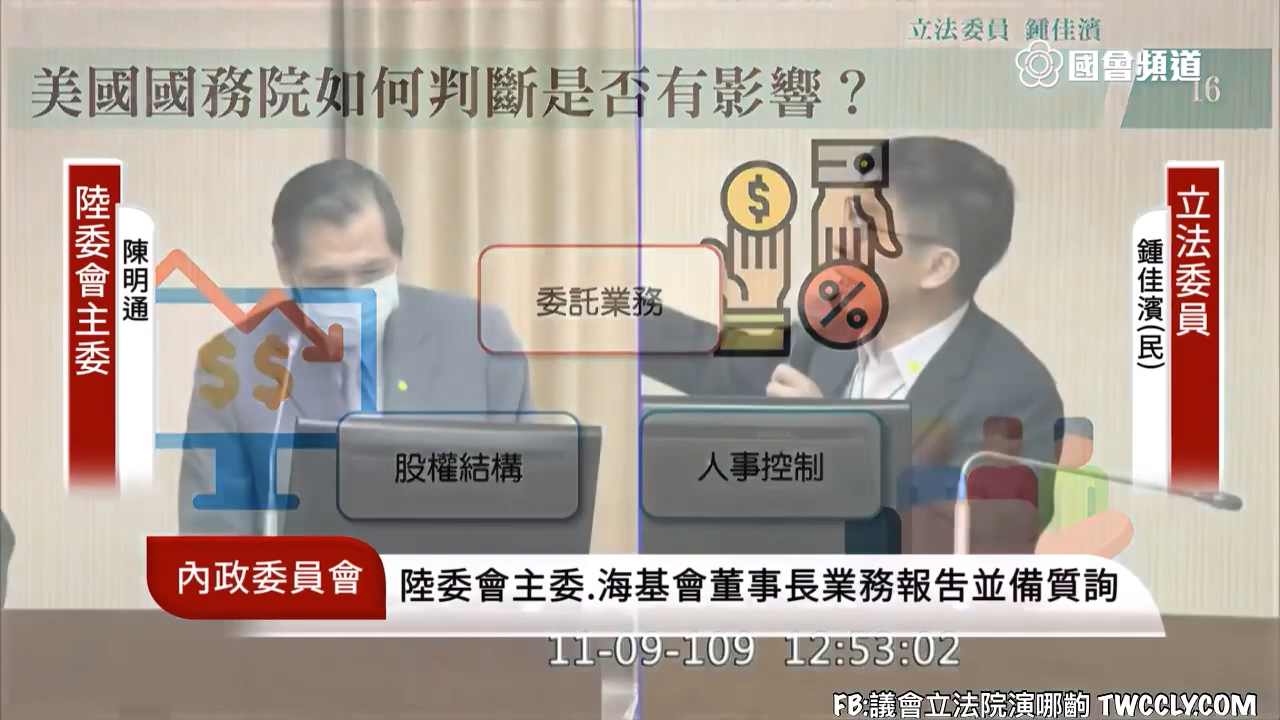 立法委員 鍾佳濱
國會頻道
美國國務院如何判斷是否有影響？
16
陸委會主委
陳明通
立法委員
鍾佳濱(民)
委託業務
股權結構
人事控制
內政委員會
陸委會主委.海基會董事長業務報告並備質詢
11-09-109 12:53:02
FB:議會立法院演哪齣 TWCCLY.COM